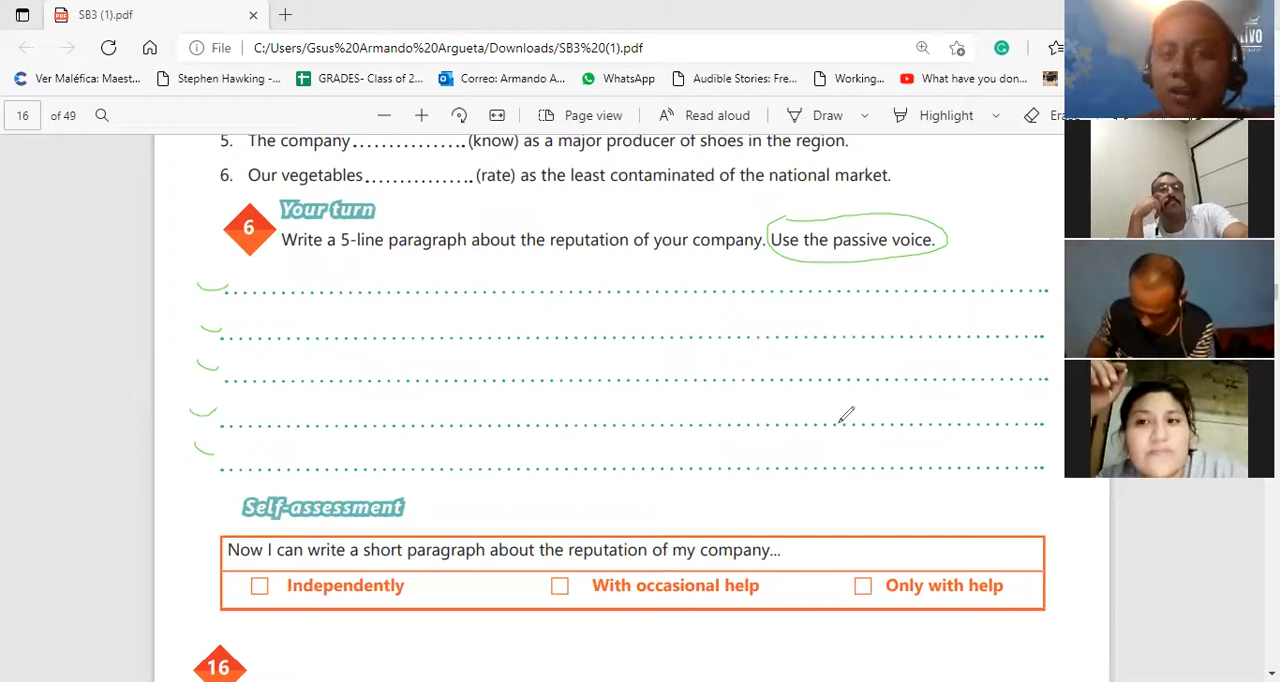 SB3 (1).pdf
File C:/Users/Gsus%20Armando%20Argueta/Downloads/SB3%20(1).pdf
Ver Maléfica: Maest... Stephen Hawking -... GRADES- Class of 2... Correo: Armando A... WhatsApp Audible Stories: Fre... Working... What have you don...
16 of 49 Page view Read aloud Draw Highlight
5. The company................(know) as a major producer of shoes in the region.
6. Our vegetables................(rate) as the least contaminated of the national market.
Your turn
6 Write a 5-line paragraph about the reputation of your company. Use the passive voice.
Self-assessment
Now I can write a short paragraph about the reputation of my company...
Independently With occasional help Only with help
16